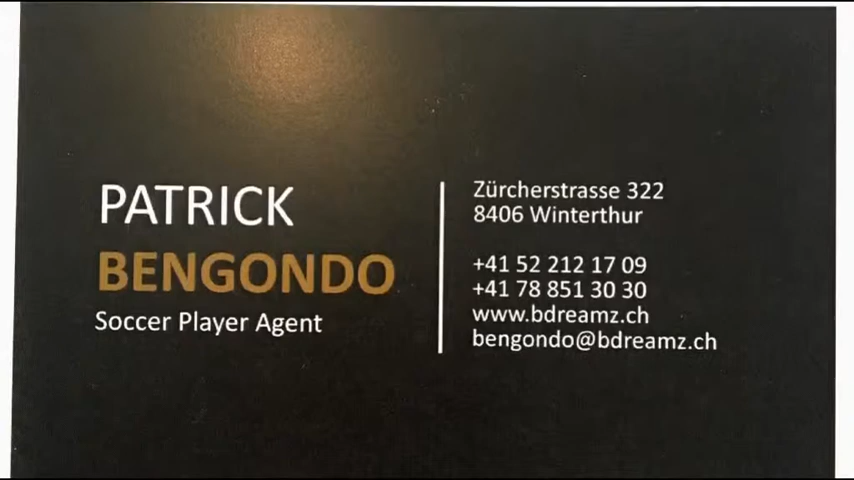 PATRICK
BENGONDO
Soccer Player Agent
Zürcherstrasse 322
8406 Winterthur
+41 52 212 17 09
+41 78 851 30 30
www.bdreamz.ch
bengondo@bdreamz.ch